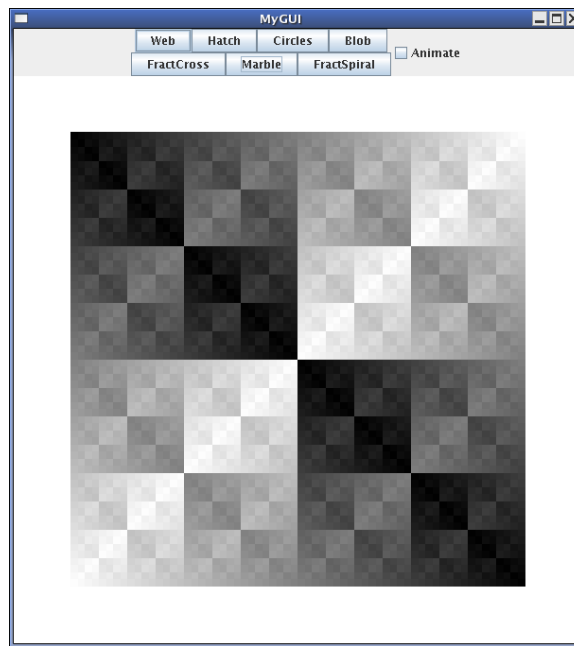 MyGUI
Web Hatch Circles Blob
Animate
FractCross Marble FractSpiral